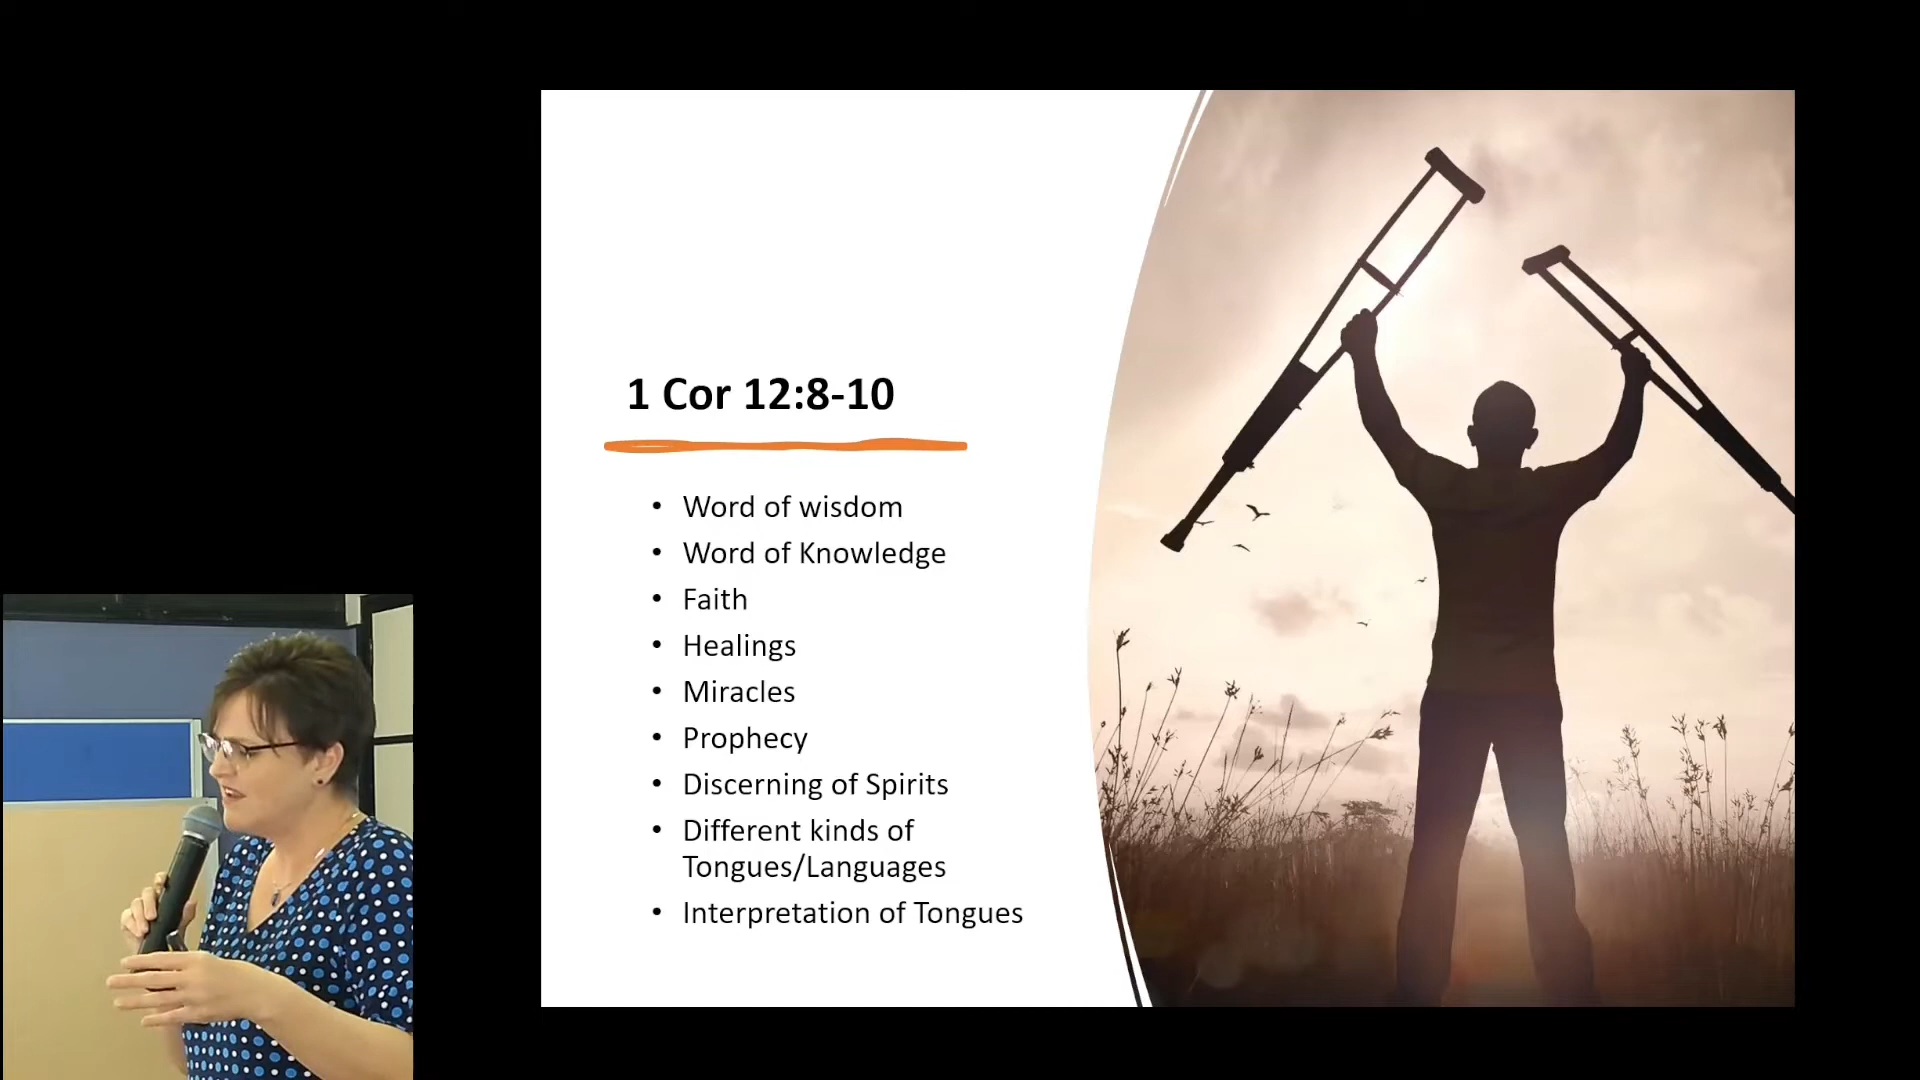 1 Cor 12:8-10
• Word of wisdom
• Word of Knowledge
• Faith
• Healings
• Miracles
• Prophecy
• Discerning of Spirits
• Different kinds of
Tongues/Languages
• Interpretation of Tongues